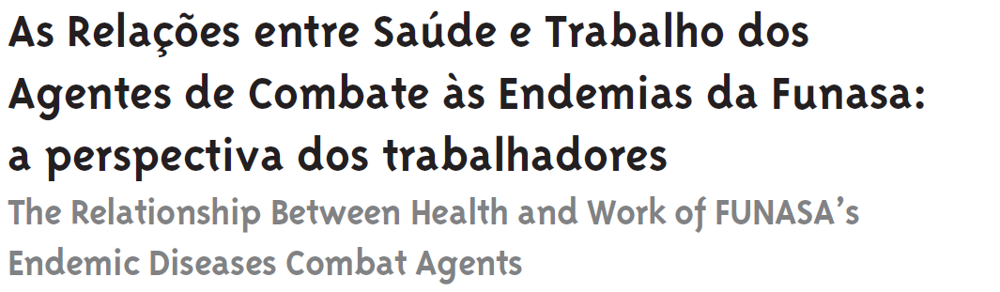 As Relações entre Saúde e Trabalho dos
Agentes de Combate às Endemias da Funasa:
a perspectiva dos trabalhadores
The Relationship Between Health and Work of FUNASA’s
Endemic Diseases Combat Agents